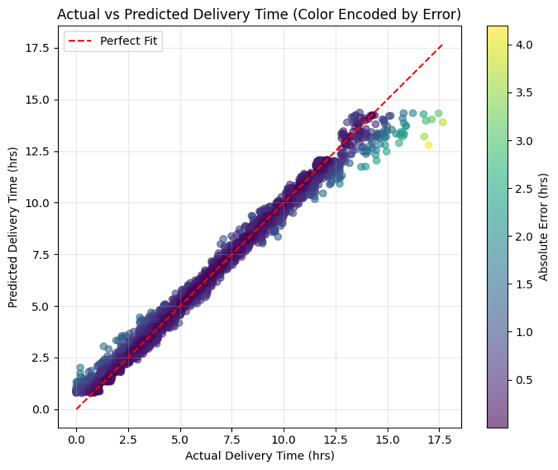 Actual vs Predicted Delivery Time (Color Encoded by Error)
Perfect Fit
17.5
15.0
12.5
10.0
7.5
5.0
2.5
0.0
Predicted Delivery Time (hrs)
0.0 2.5 5.0 7.5 10.0 12.5 15.0 17.5
Actual Delivery Time (hrs)
4.0
3.5
3.0
2.5
2.0
1.5
1.0
0.5
Absolute Error (hrs)